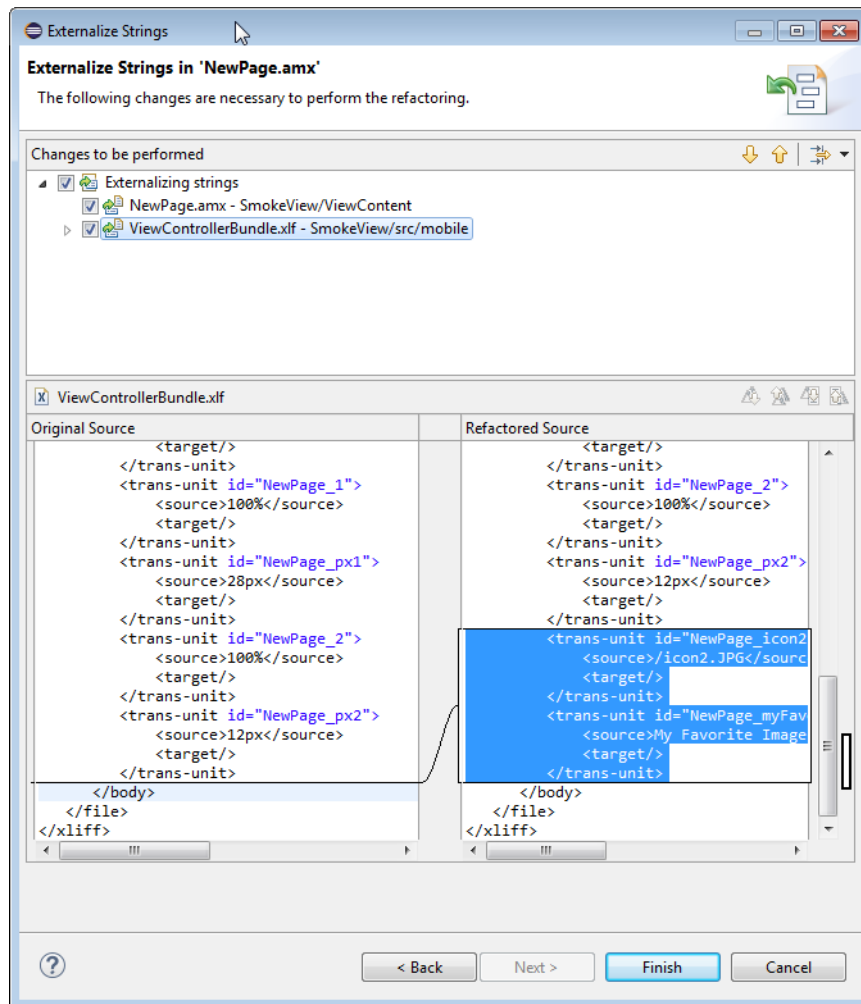 Externalize Strings
Externalize Strings in 'NewPage.amx'
The following changes are necessary to perform the refactoring.
Changes to be performed
Externalizing strings
NewPage.amx - SmokeView/ViewContent
ViewControllerBundle.xlf - SmokeView/src/mobile
ViewControllerBundle.xlf
Original Source
<target/>
</trans-unit>
<trans-unit id="NewPage_1">
<source>100%</source>
<target/>
</trans-unit>
<trans-unit id="NewPage_px1">
<source>28px</source>
<target/>
</trans-unit>
<trans-unit id="NewPage_2">
<source>100%</source>
<target/>
</trans-unit>
<trans-unit id="NewPage_px2">
<source>12px</source>
<target/>
</trans-unit>
</body>
</file>
</xliff>
Refactored Source
<target/>
</trans-unit>
<trans-unit id="NewPage_2">
<source>100%</source>
<target/>
</trans-unit>
<trans-unit id="NewPage_px2">
<source>12px</source>
<target/>
</trans-unit>
<trans-unit id="NewPage_icon2
<source>/icon2.JPG</sourc
<target/>
</trans-unit>
<trans-unit id="NewPage_myFav
<source>My Favorite Image
<target/>
</trans-unit>
</body>
</file>
</xliff>
< Back
Next >
Finish
Cancel